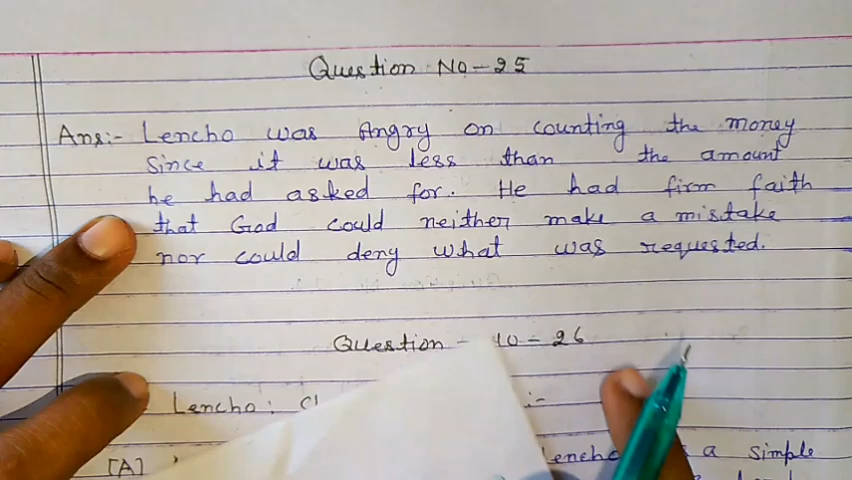 Question No-25
Ans:- Lencho was Angry on counting the money
since it was less than the amount
he had asked for. He had firm faith
that God could neither make a mistake
nor could deny what was requested.
Question - 26
Lencho: :-
[A] a simple